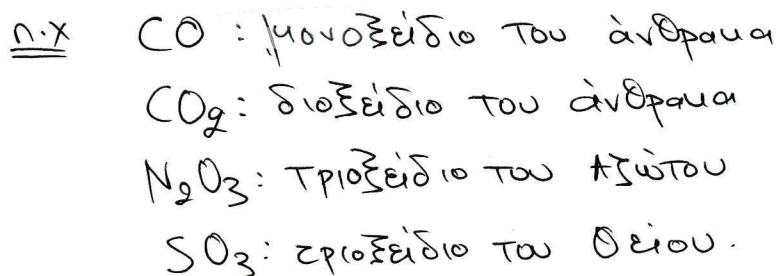 π.χ CO : μονοξείδιο του άνθρακα
CO₂: διοξείδιο του άνθρακα
N₂O₃: τριοξείδιο του Αζώτου
SO₃: τριοξείδιο του Θείου.